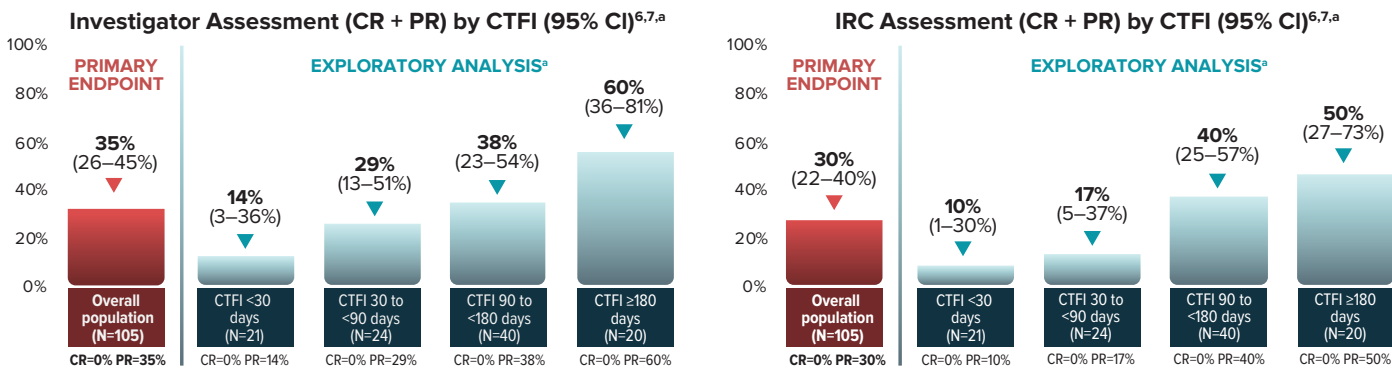 Investigator Assessment (CR + PR) by CTFI (95% CI)6,7,a
100%
80%
60%
40%
20%
0%
PRIMARY
ENDPOINT
EXPLORATORY ANALYSISa
35%
(26–45%)
14%
(3–36%)
29%
(13–51%)
38%
(23–54%)
60%
(36–81%)
Overall
population
(N=105)
CTFI <30
days
(N=21)
CTFI 30 to
<90 days
(N=24)
CTFI 90 to
<180 days
(N=40)
CTFI ≥180
days
(N=20)
CR=0% PR=35%
CR=0% PR=14%
CR=0% PR=29%
CR=0% PR=38%
CR=0% PR=60%
IRC Assessment (CR + PR) by CTFI (95% CI)6,7,a
100%
80%
60%
40%
20%
0%
PRIMARY
ENDPOINT
EXPLORATORY ANALYSISa
30%
(22–40%)
10%
(1–30%)
17%
(5–37%)
40%
(25–57%)
50%
(27–73%)
Overall
population
(N=105)
CTFI <30
days
(N=21)
CTFI 30 to
<90 days
(N=24)
CTFI 90 to
<180 days
(N=40)
CTFI ≥180
days
(N=20)
CR=0% PR=30%
CR=0% PR=10%
CR=0% PR=17%
CR=0% PR=40%
CR=0% PR=50%